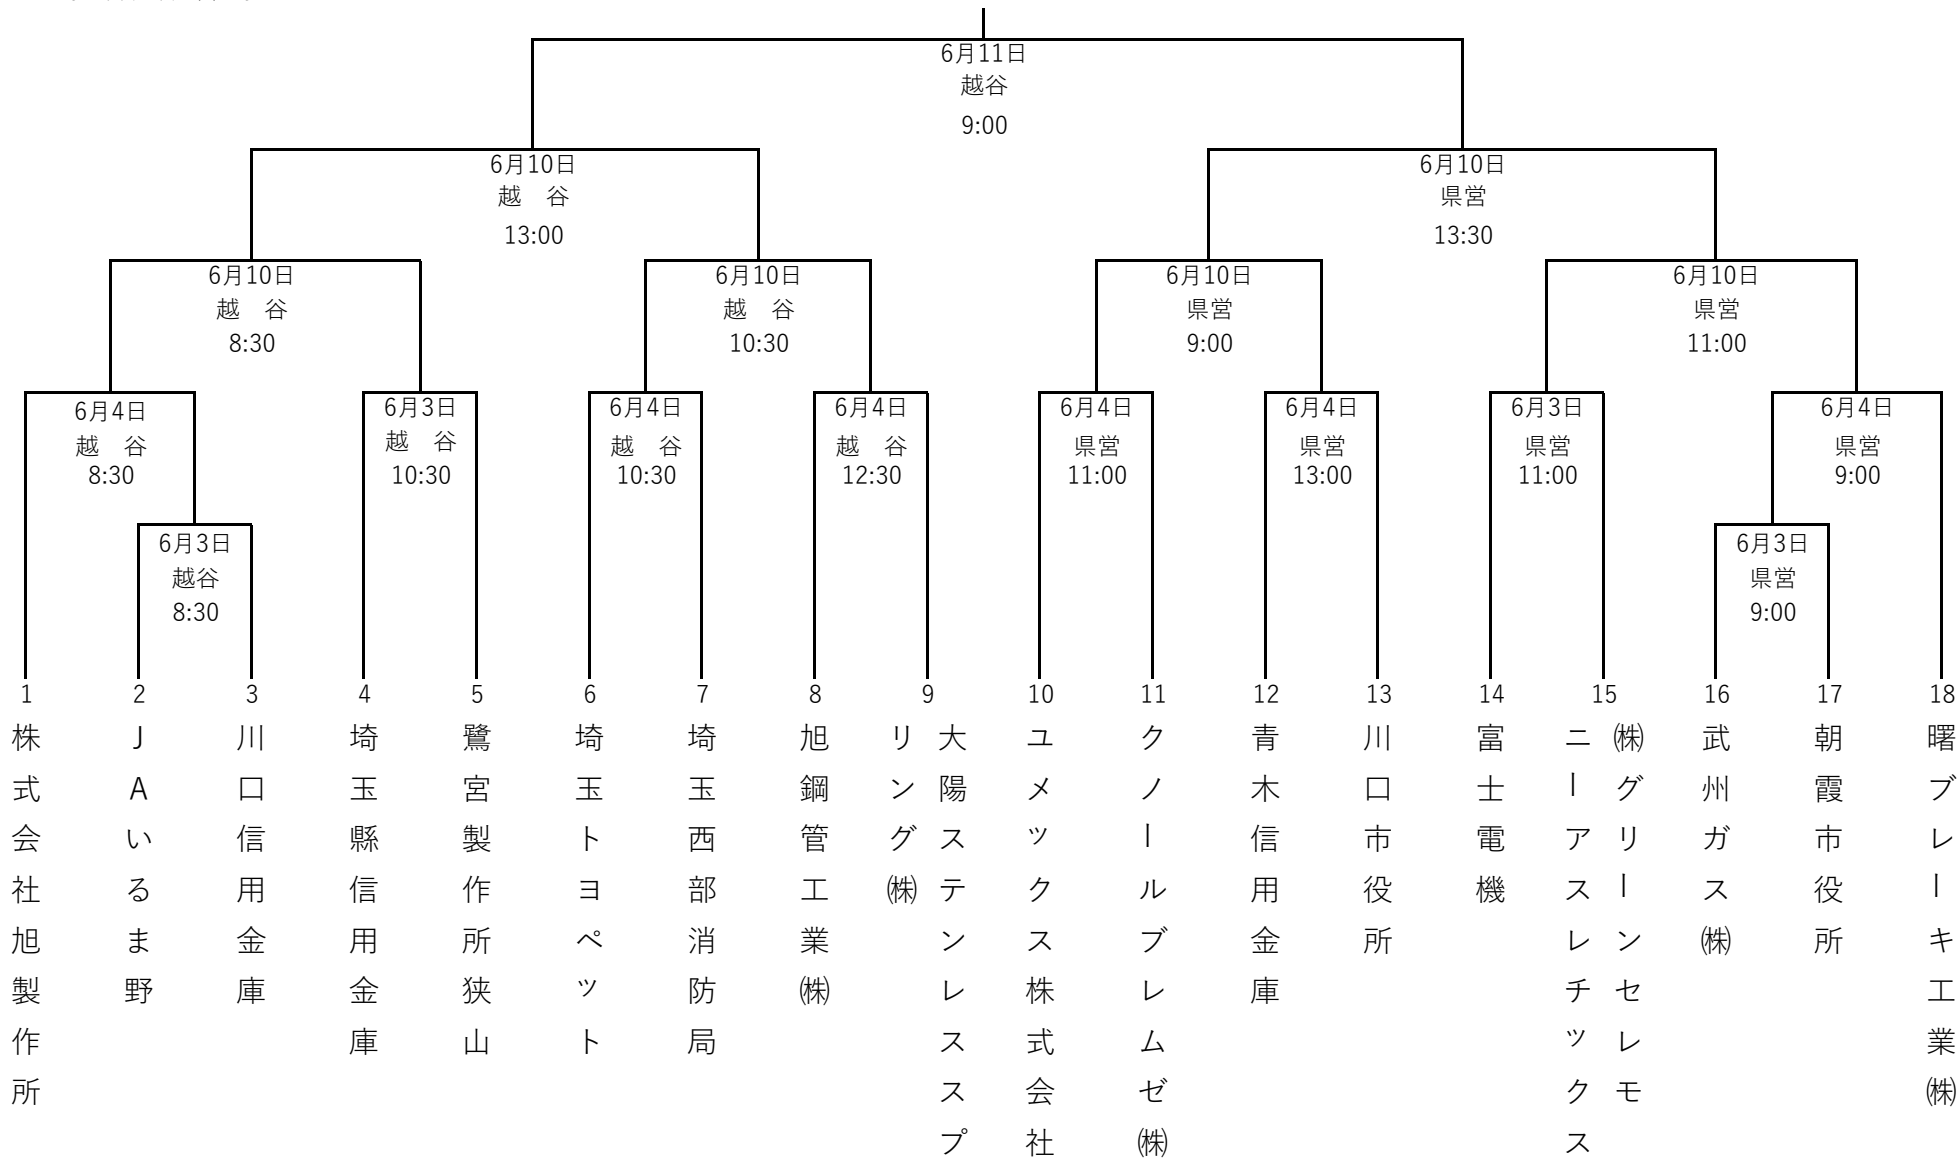 6月11日
越谷
9:00
6月10日
越　谷
13:00
6月10日
県営
13:30
6月10日
越　谷
8:30
6月10日
越　谷
10:30
6月10日
県営
9:00
6月10日
県営
11:00
6月4日
越　谷
8:30
6月3日
越　谷
10:30
6月4日
越　谷
10:30
6月4日
越　谷
12:30
6月4日
県営
11:00
6月4日
県営
13:00
6月3日
県営
11:00
6月4日
県営
9:00
6月3日
越谷
8:30
6月3日
県営
9:00
1
株式会社旭製作所
2
JAいるま野
3
川口信用金庫
4
埼玉縣信用金庫
5
鷺宮製作所狭山
6
埼玉トヨペット
7
埼玉西部消防局
8
旭鋼管工業㈱
9
大陽ステンレススプ
リング㈱
10
ユメックス株式会社
11
クノールブレムゼ㈱
12
青木信用金庫
13
川口市役所
14
富士電機
15
㈱グリーンセレモ
ニーアスレチックス
16
武州ガス㈱
17
朝霞市役所
18
曙ブレーキ工業㈱